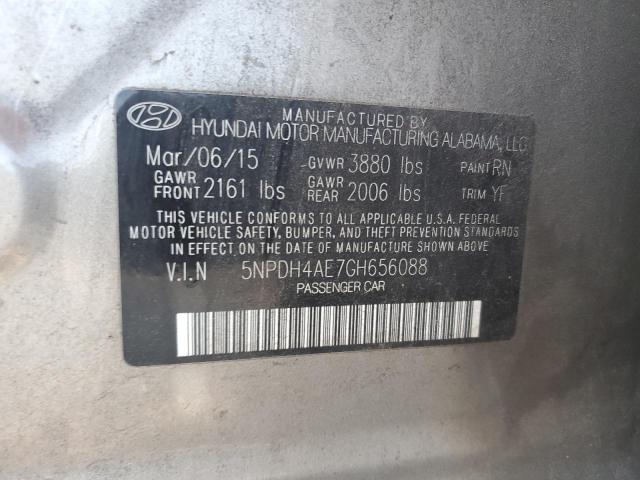 MANUFACTURED BY
HYUNDAI MOTOR MANUFACTURING ALABAMA, LLC
Mar/06/15 GVWR 3880 lbs PAINT RN
GAWR FRONT 2161 lbs GAWR REAR 2006 lbs TRIM YF
THIS VEHICLE CONFORMS TO ALL APPLICABLE U.S.A. FEDERAL
MOTOR VEHICLE SAFETY, BUMPER, AND THEFT PREVENTION STANDARDS
IN EFFECT ON THE DATE OF MANUFACTURE SHOWN ABOVE
V.I.N 5NPDH4AE7GH656088
PASSENGER CAR